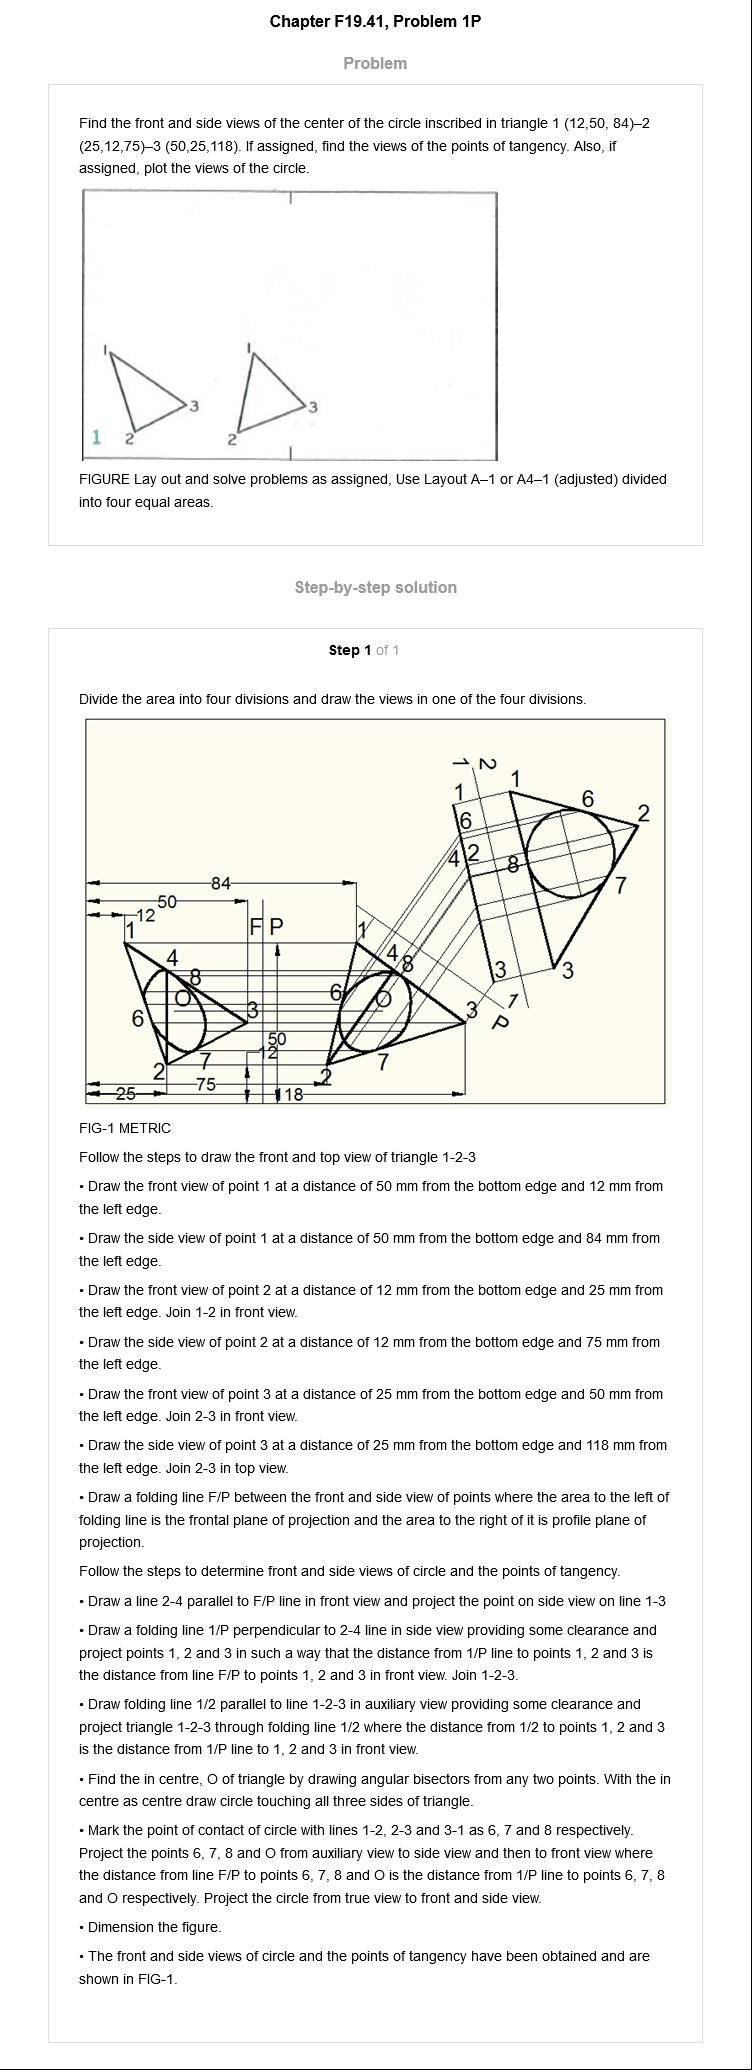 Chapter F19.41, Problem 1P
Problem
Find the front and side views of the center of the circle inscribed in triangle 1 (12,50, 84)–2
(25,12,75)–3 (50,25,118). If assigned, find the views of the points of tangency. Also, if
assigned, plot the views of the circle.
1
1
3
3
1
2
2
FIGURE Lay out and solve problems as assigned, Use Layout A–1 or A4–1 (adjusted) divided
into four equal areas.
Step-by-step solution
Step 1 of 1
Divide the area into four divisions and draw the views in one of the four divisions.
1 2
1
1
6
6
2
4 2
8
7
84
50
12
1
F P
1
4
4
8
8
3
3
1
P
O
6
O
3
3
6
50
12
2
7
7
75
2
25
118
FIG-1 METRIC
Follow the steps to draw the front and top view of triangle 1-2-3
• Draw the front view of point 1 at a distance of 50 mm from the bottom edge and 12 mm from
the left edge.
• Draw the side view of point 1 at a distance of 50 mm from the bottom edge and 84 mm from
the left edge.
• Draw the front view of point 2 at a distance of 12 mm from the bottom edge and 25 mm from
the left edge. Join 1-2 in front view.
• Draw the side view of point 2 at a distance of 12 mm from the bottom edge and 75 mm from
the left edge.
• Draw the front view of point 3 at a distance of 25 mm from the bottom edge and 50 mm from
the left edge. Join 2-3 in front view.
• Draw the side view of point 3 at a distance of 25 mm from the bottom edge and 118 mm from
the left edge. Join 2-3 in top view.
• Draw a folding line F/P between the front and side view of points where the area to the left of
folding line is the frontal plane of projection and the area to the right of it is profile plane of
projection.
Follow the steps to determine front and side views of circle and the points of tangency.
• Draw a line 2-4 parallel to F/P line in front view and project the point on side view on line 1-3
• Draw a folding line 1/P perpendicular to 2-4 line in side view providing some clearance and
project points 1, 2 and 3 in such a way that the distance from 1/P line to points 1, 2 and 3 is
the distance from line F/P to points 1, 2 and 3 in front view. Join 1-2-3.
• Draw folding line 1/2 parallel to line 1-2-3 in auxiliary view providing some clearance and
project triangle 1-2-3 through folding line 1/2 where the distance from 1/2 to points 1, 2 and 3
is the distance from 1/P line to 1, 2 and 3 in front view.
• Find the in centre, O of triangle by drawing angular bisectors from any two points. With the in
centre as centre draw circle touching all three sides of triangle.
• Mark the point of contact of circle with lines 1-2, 2-3 and 3-1 as 6, 7 and 8 respectively.
Project the points 6, 7, 8 and O from auxiliary view to side view and then to front view where
the distance from line F/P to points 6, 7, 8 and O is the distance from 1/P line to points 6, 7, 8
and O respectively. Project the circle from true view to front and side view.
• Dimension the figure.
• The front and side views of circle and the points of tangency have been obtained and are
shown in FIG-1.